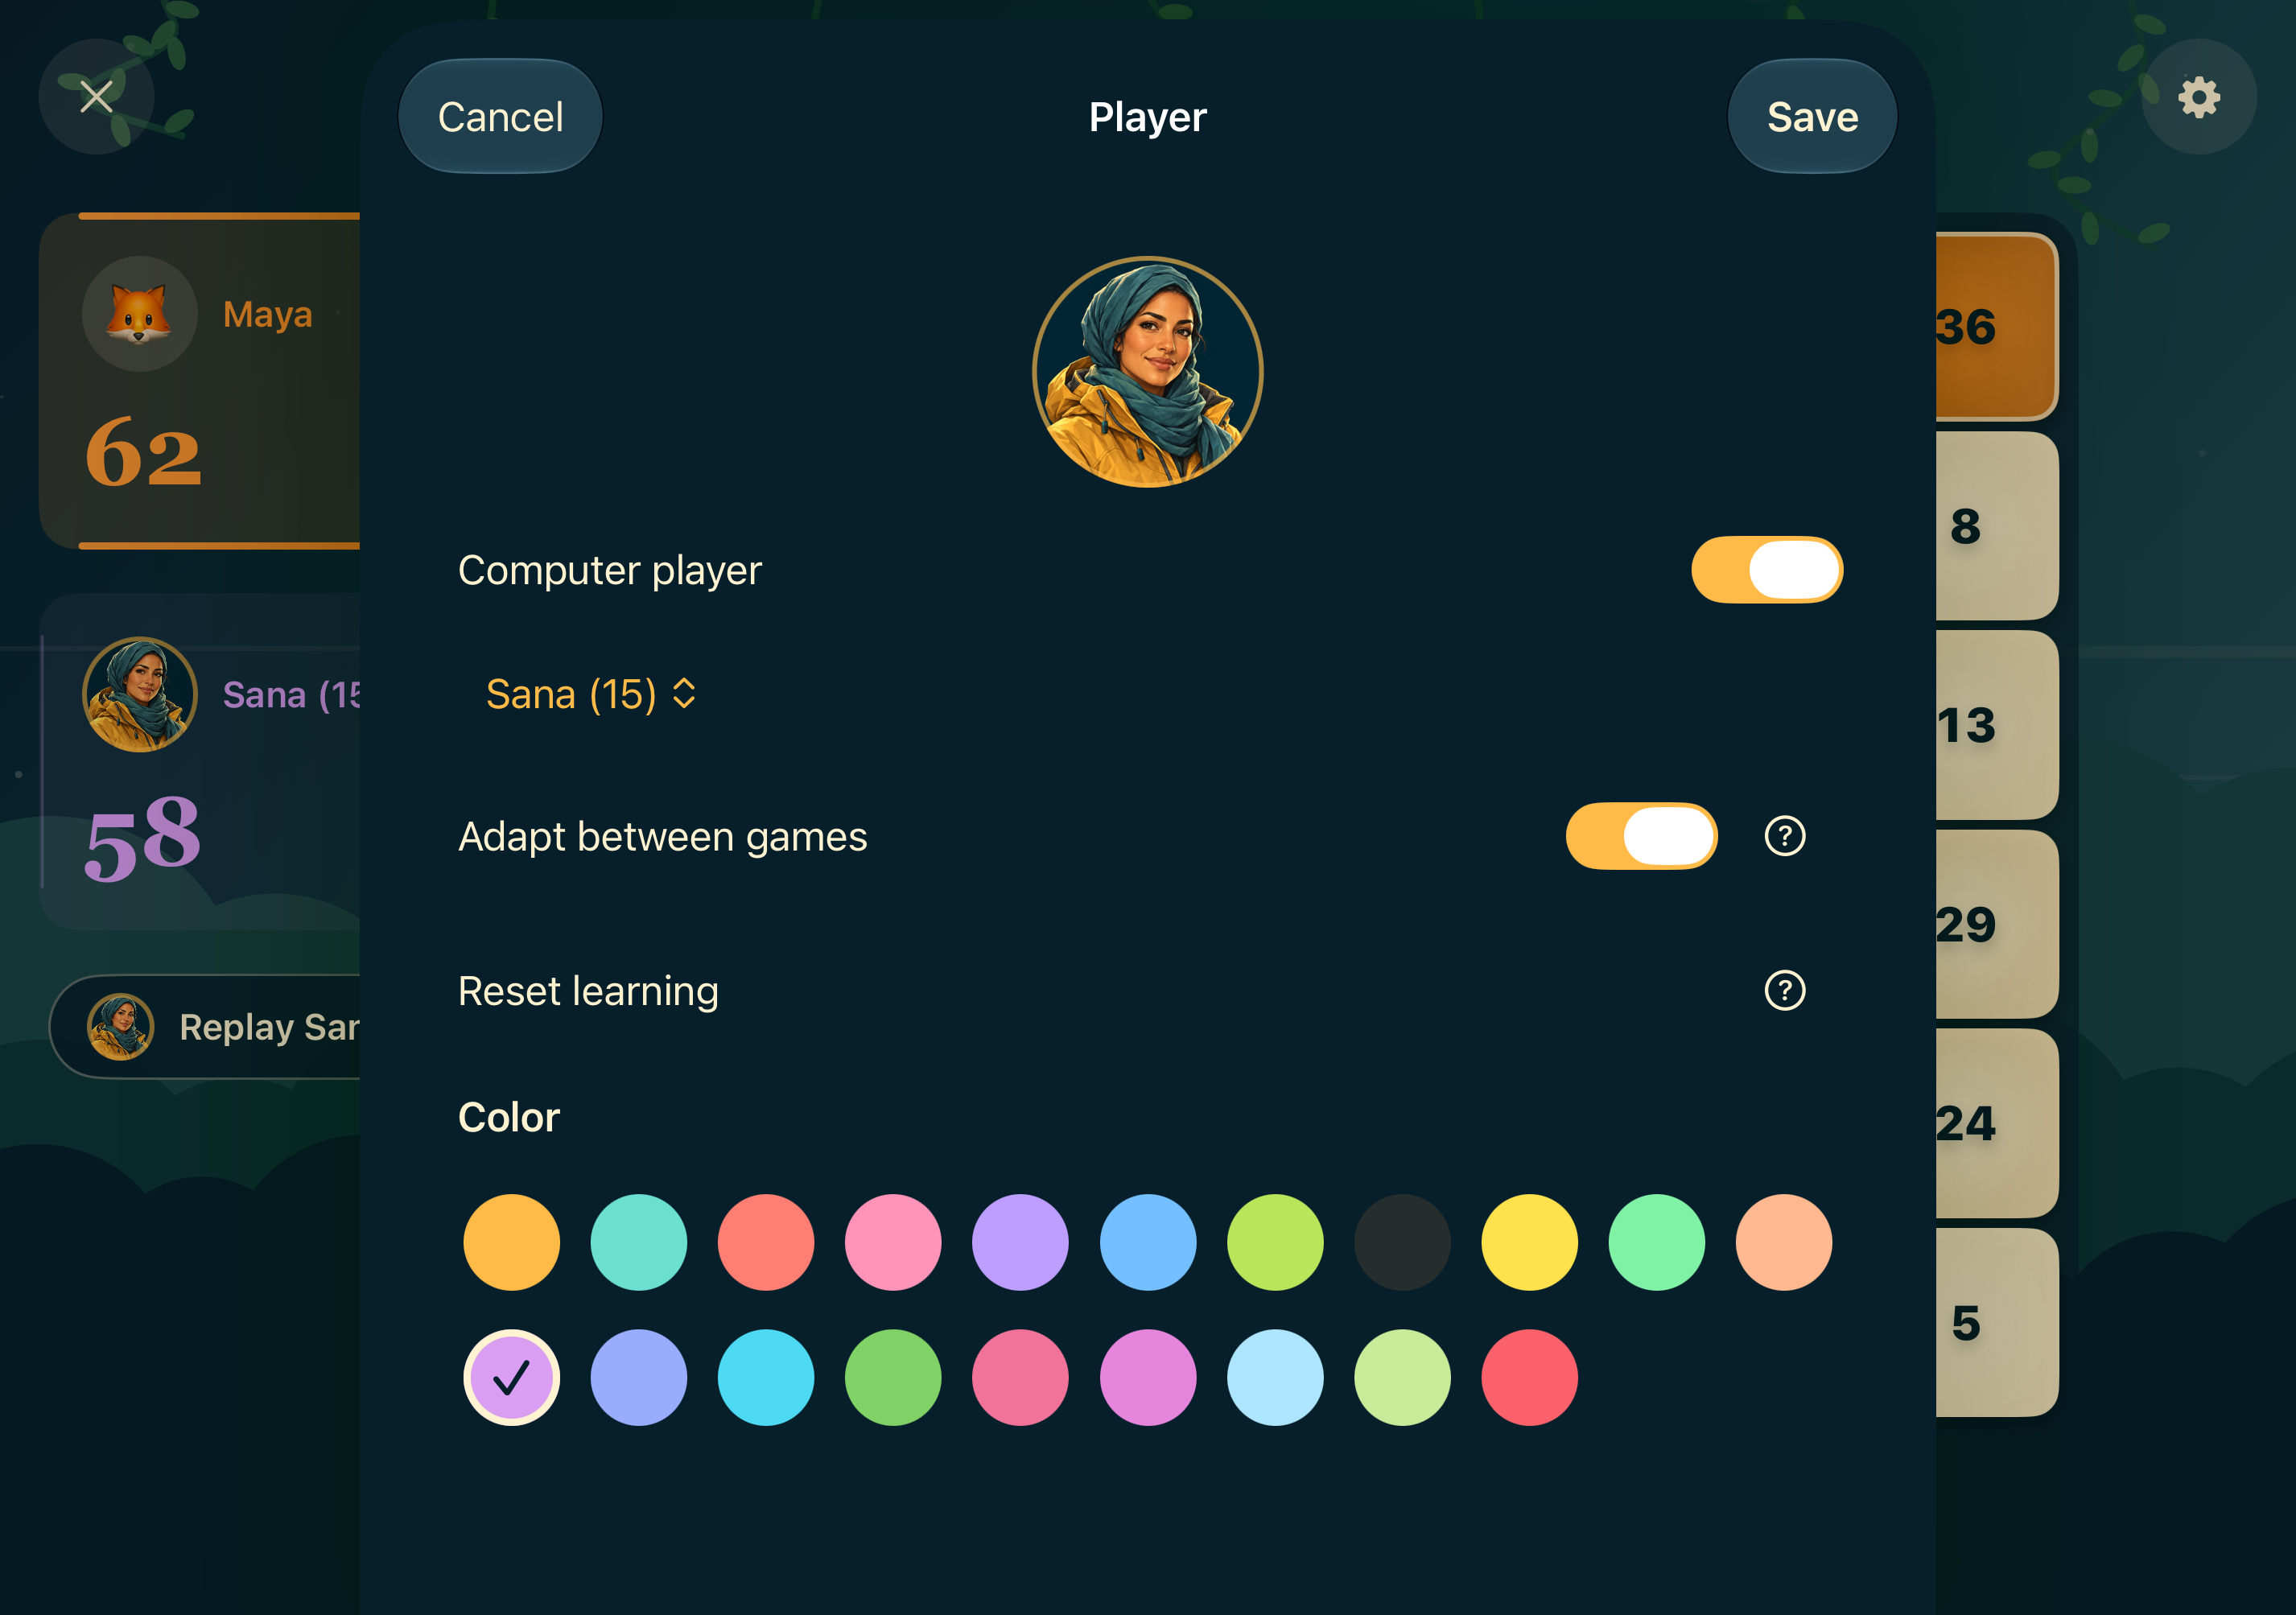 Cancel
Player
Save
Maya
62
Computer player
Sana (15)
Sana (15
58
Adapt between games
Reset learning
Replay
Color
36
8
13
29
24
5